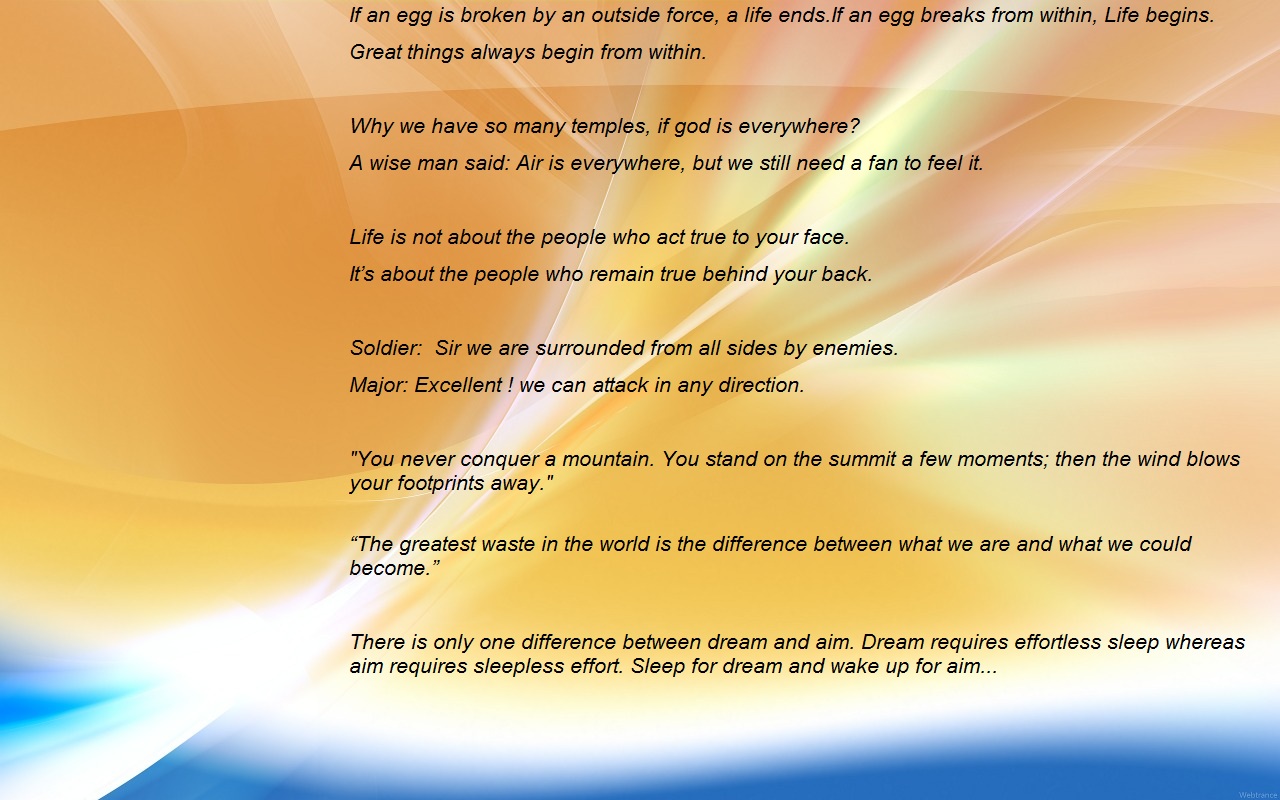 If an egg is broken by an outside force, a life ends.If an egg breaks from within, Life begins.
Great things always begin from within.
Why we have so many temples, if god is everywhere?
A wise man said: Air is everywhere, but we still need a fan to feel it.
Life is not about the people who act true to your face.
It’s about the people who remain true behind your back.
Soldier:  Sir we are surrounded from all sides by enemies.
Major: Excellent ! we can attack in any direction.
"You never conquer a mountain. You stand on the summit a few moments; then the wind blows
your footprints away."
“The greatest waste in the world is the difference between what we are and what we could
become.”
There is only one difference between dream and aim. Dream requires effortless sleep whereas
aim requires sleepless effort. Sleep for dream and wake up for aim...
Webtrance